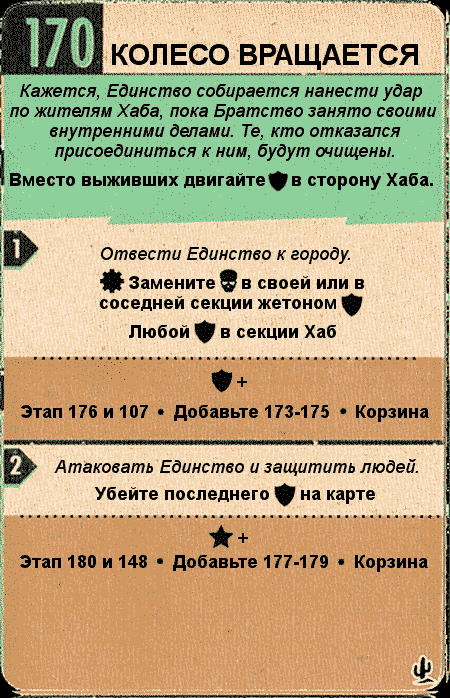 170 КОЛЕСО ВРАЩАЕТСЯ
Кажется, Единство собирается нанести удар
по жителям Хаба, пока Братство занято своими
внутренними делами. Те, кто отказался
присоединиться к ним, будут очищены.
Вместо выживших двигайте в сторону Хаба.
1
Отвести Единство к городу.
Замените в своей или в
соседней секции жетоном
Любой в секции Хаб
+
Этап 176 и 107 • Добавьте 173-175 • Корзина
2
Атаковать Единство и защитить людей.
Убейте последнего на карте
+
Этап 180 и 148 • Добавьте 177-179 • Корзина